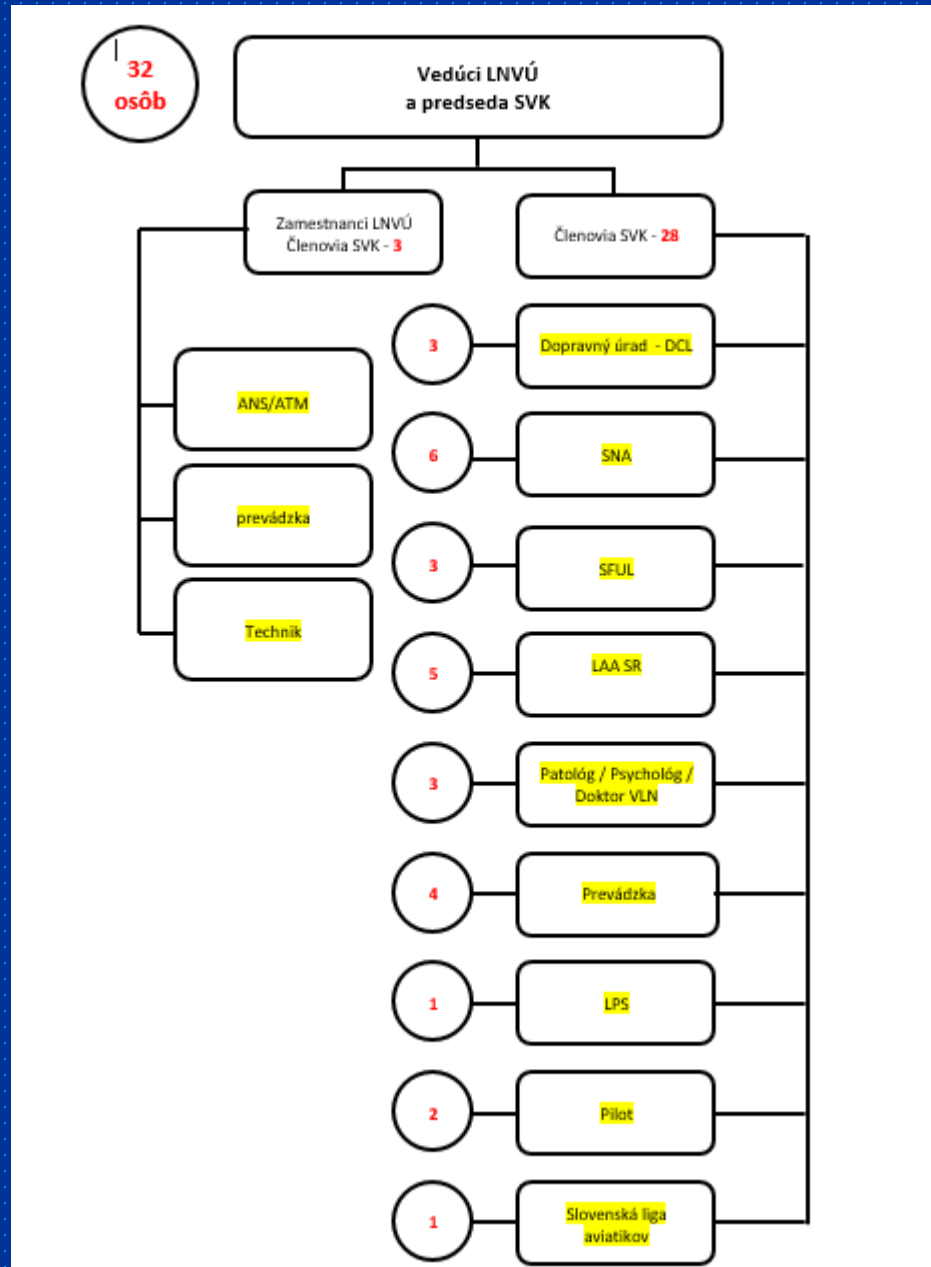 32
osôb
Vedúci LNVÚ
a predseda SVK
Zamestnanci LNVÚ
Členovia SVK - 3
Členovia SVK - 28
ANS/ATM
prevádzka
Technik
3
Dopravný úrad - DCL
6
SNA
3
SFUL
5
LAA SR
3
Patológ / Psychológ /
Doktor VLN
4
Prevádzka
1
LPS
2
Pilot
1
Slovenská liga
aviatikov